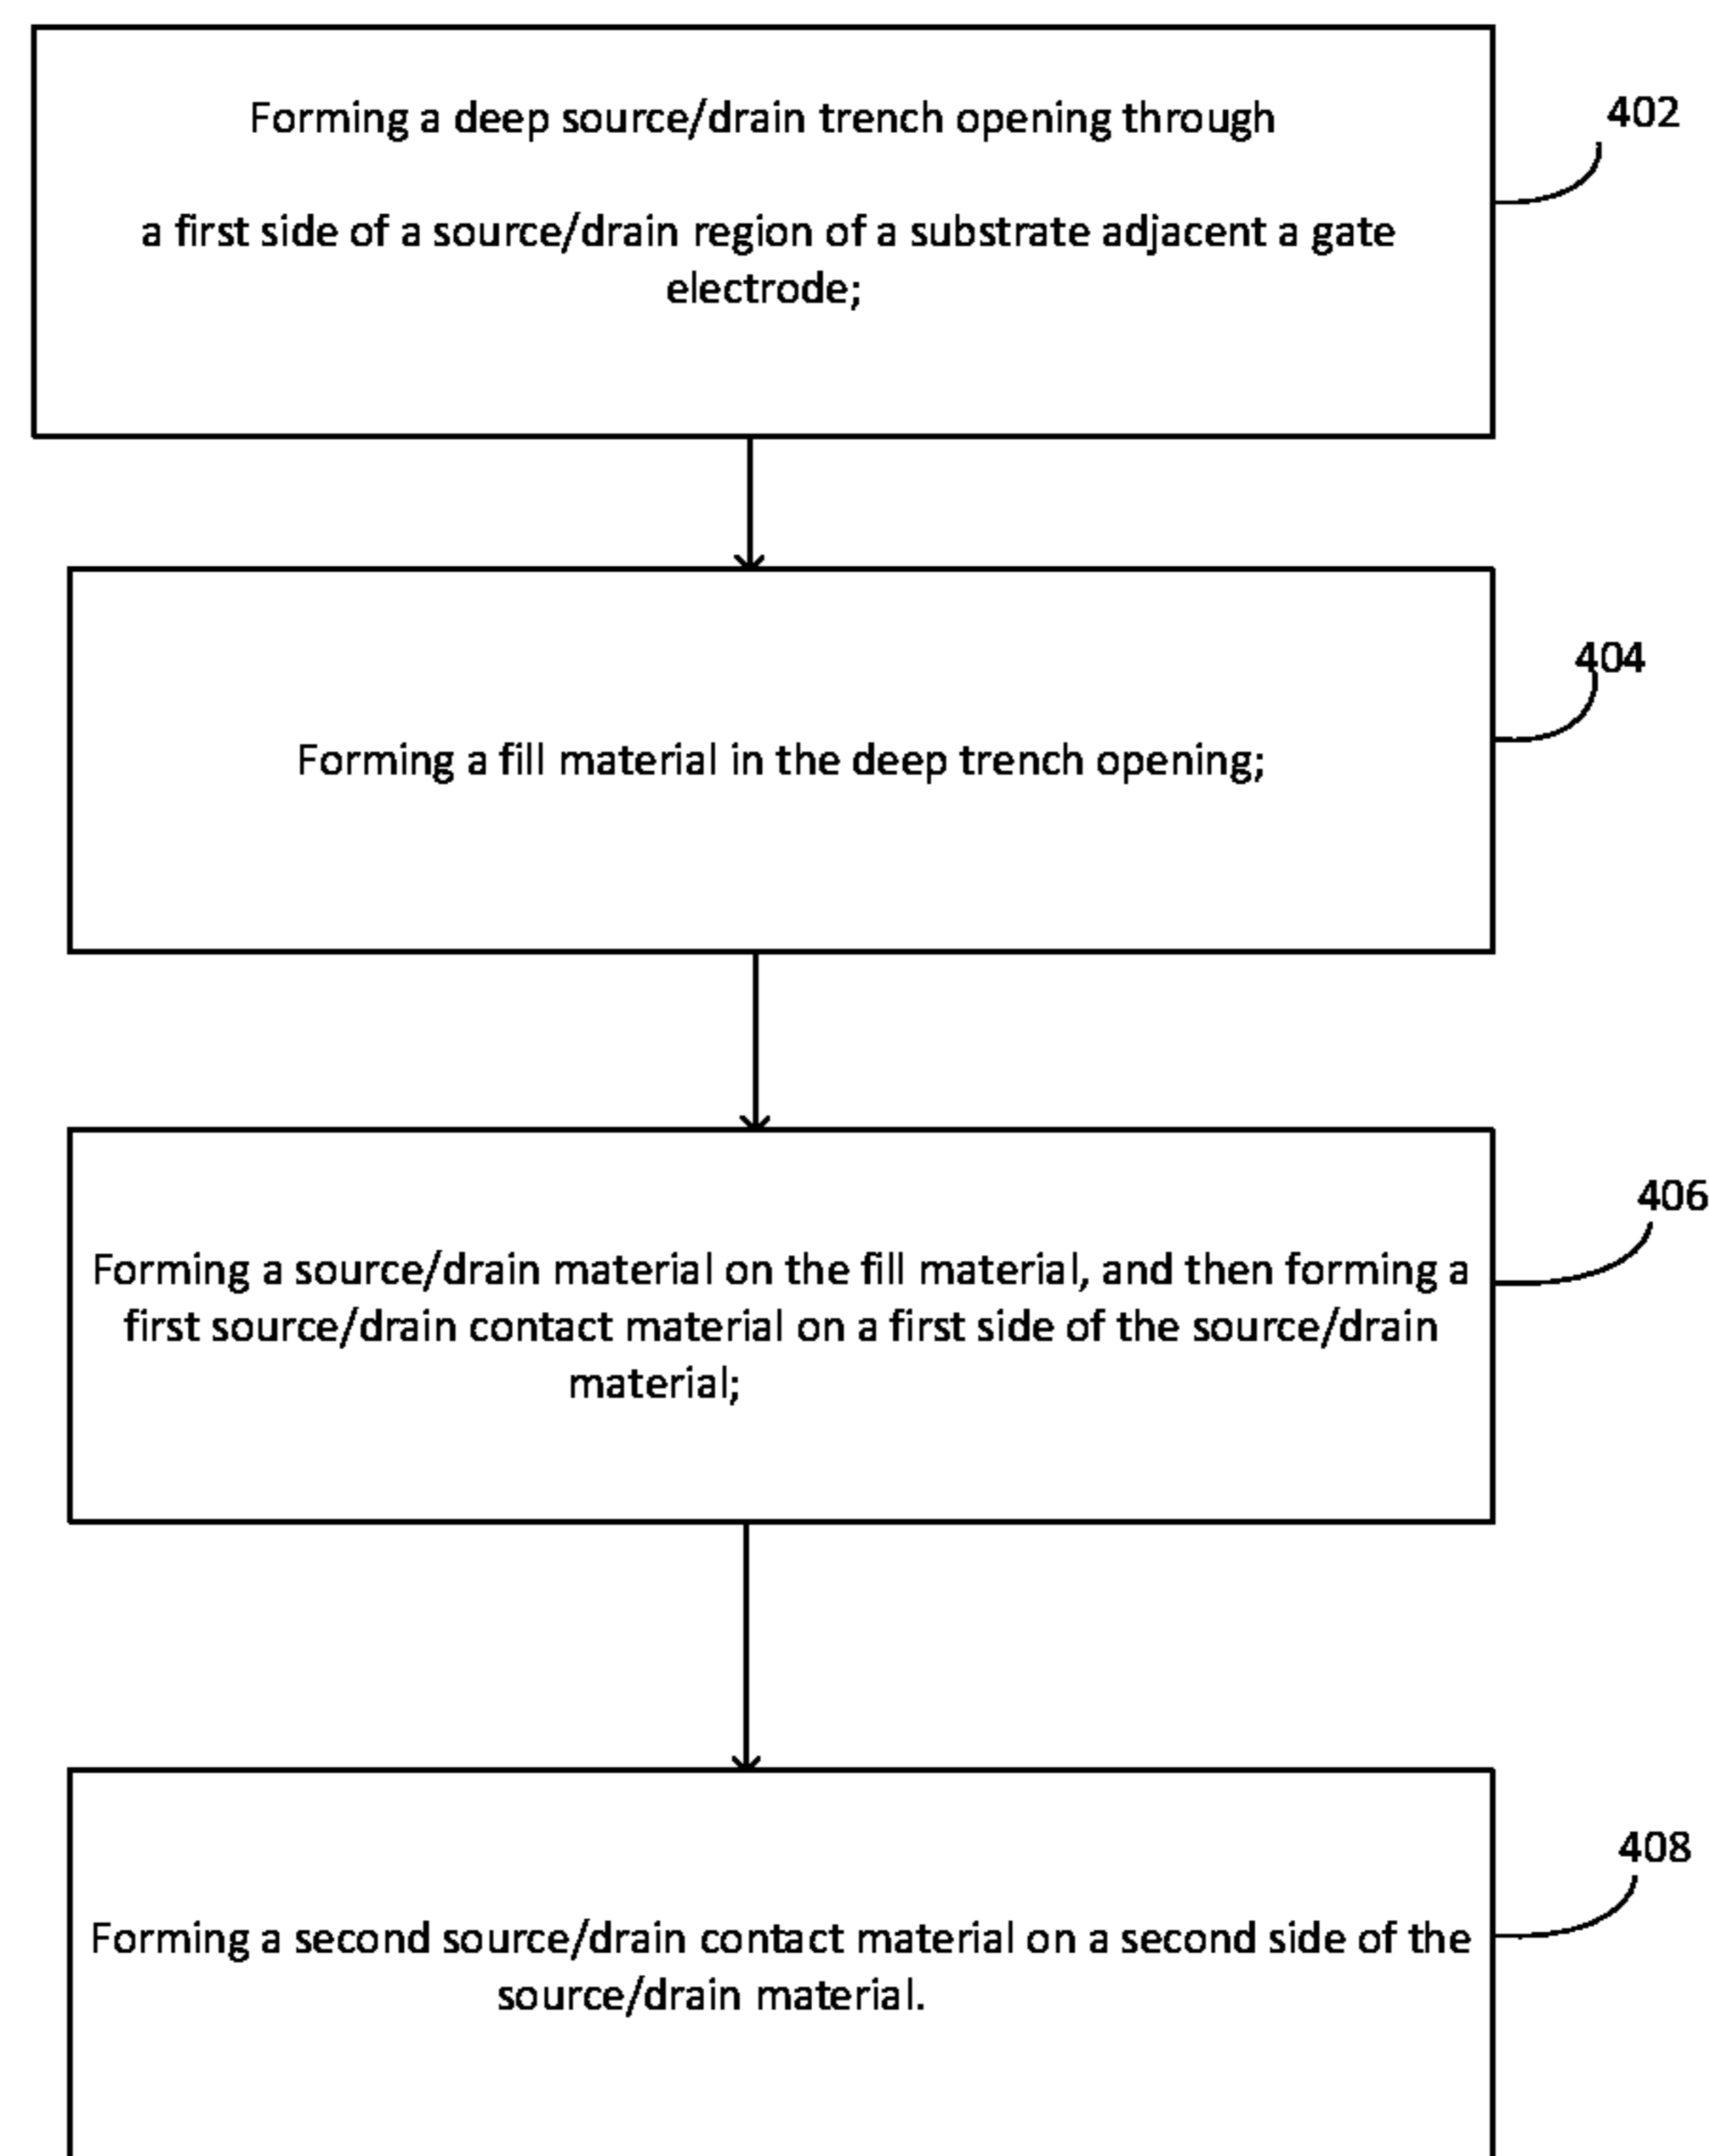 Forming a deep source/drain trench opening through
402
a first side of a source/drain region of a substrate adjacent a gate
electrode;
404
Forming a fill material in the deep trench opening;
406
Forming a source/drain material on the fill material, and then forming a
first source/drain contact material on a first side of the source/drain
material;
408
Forming a second source/drain contact material on a second side of the
source/drain material.